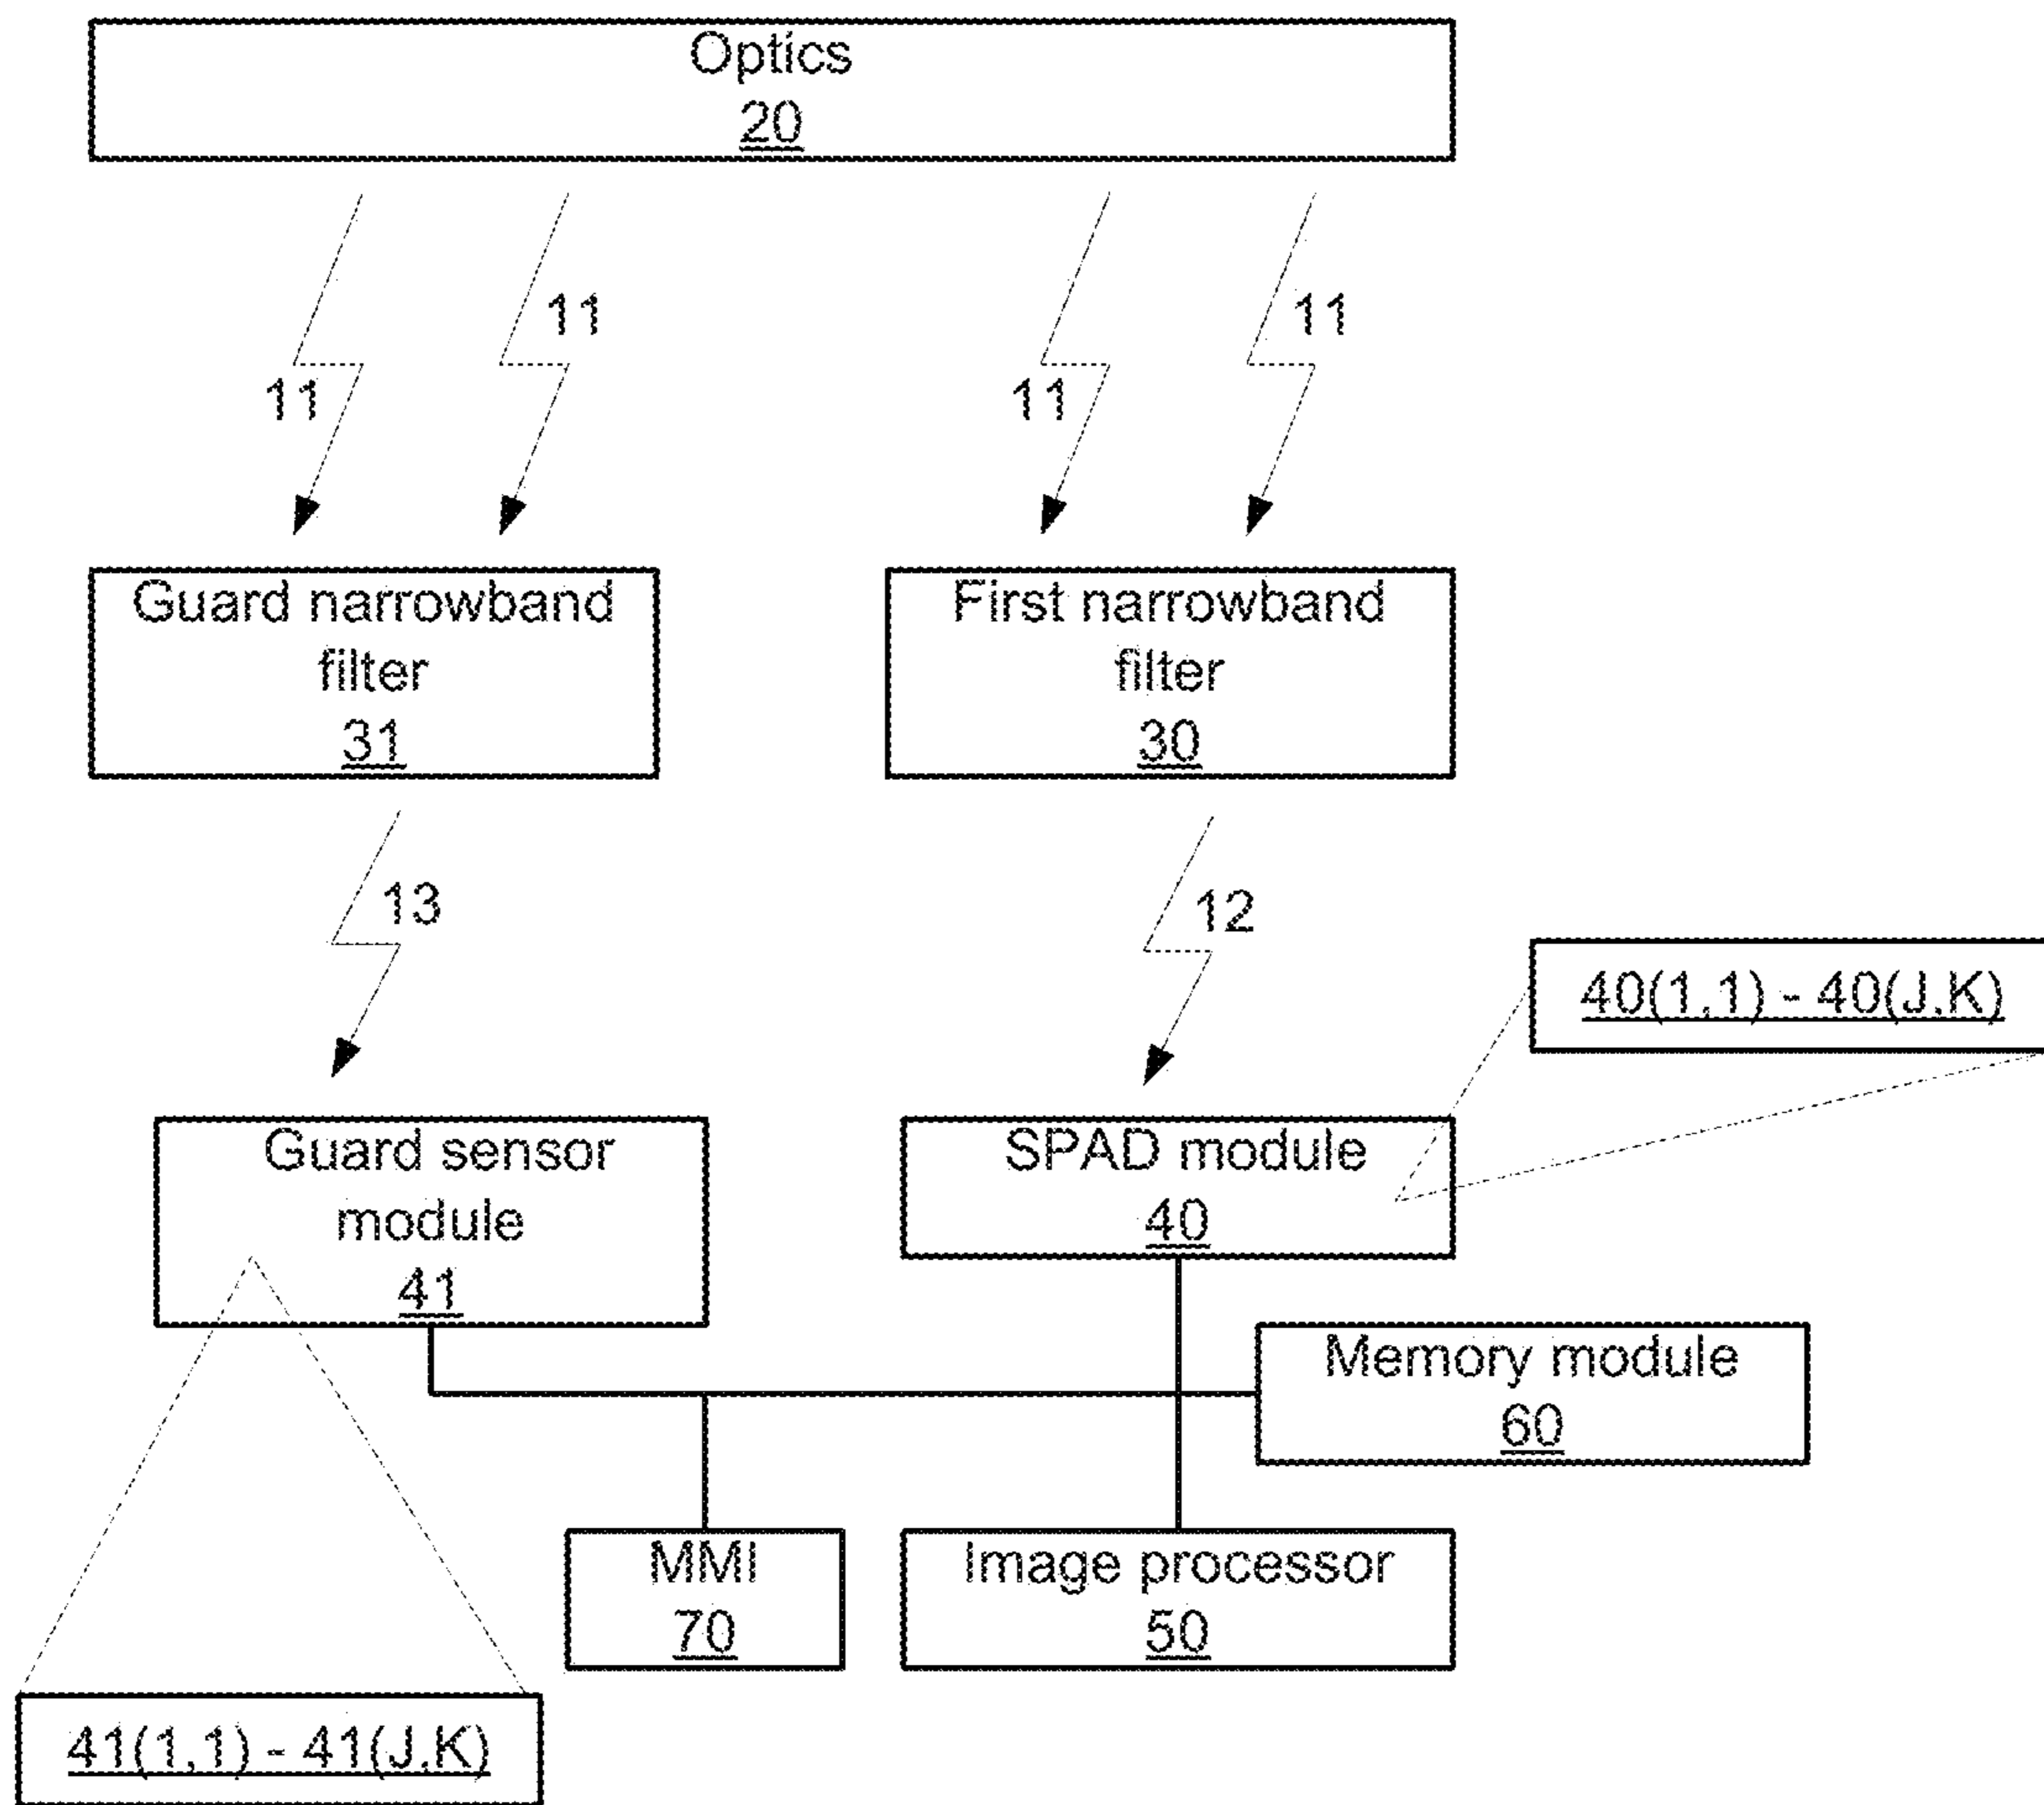 Optics
20
11
11
11
11
Guard narrowband
filter
31
First narrowband
filter
30
13
12
40(1,1) - 40(J,K)
Guard sensor
module
41
SPAD module
40
Memory module
60
MMI
70
Image processor
50
41(1,1) - 41(J,K)